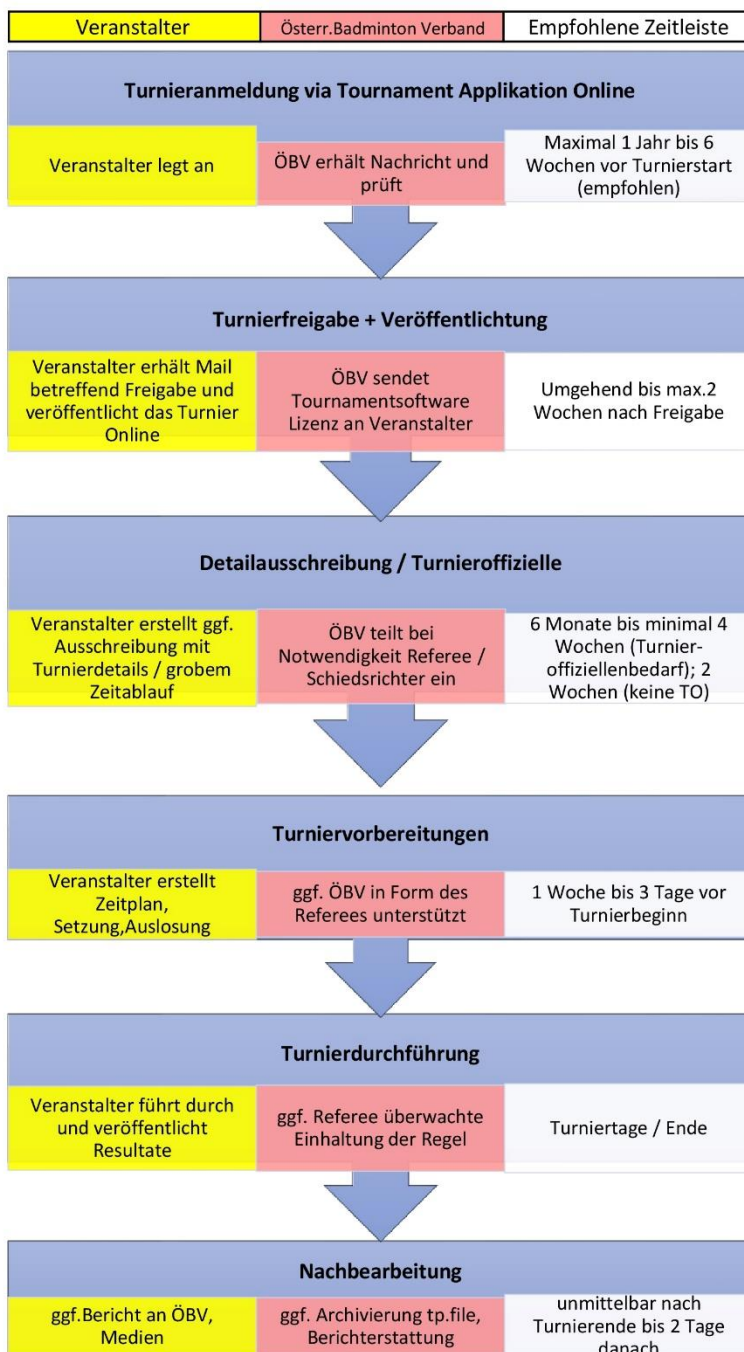 Veranstalter
Österr.Badminton Verband
Empfohlene Zeitleiste
Turnieranmeldung via Tournament Applikation Online
Veranstalter legt an
ÖBV erhält Nachricht und
prüft
Maximal 1 Jahr bis 6
Wochen vor Turnierstart
(empfohlen)
Turnierfreigabe + Veröffentlichtung
Veranstalter erhält Mail
betreffend Freigabe und
veröffentlicht das Turnier
Online
ÖBV sendet
Tournamentsoftware
Lizenz an Veranstalter
Umgehend bis max.2
Wochen nach Freigabe
Detailausschreibung / Turnieroffizielle
Veranstalter erstellt ggf.
Ausschreibung mit
Turnierdetails / grobem
Zeitablauf
ÖBV teilt bei
Notwendigkeit Referee /
Schiedsrichter ein
6 Monate bis minimal 4
Wochen (Turnier-
offiziellenbedarf); 2
Wochen (keine TO)
Turniervorbereitungen
Veranstalter erstellt
Zeitplan,
Setzung,Auslosung
ggf. ÖBV in Form des
Referees unterstützt
1 Woche bis 3 Tage vor
Turnierbeginn
Turnierdurchführung
Veranstalter führt durch
und veröffentlicht
Resultate
ggf. Referee überwachte
Einhaltung der Regel
Turniertage / Ende
Nachbearbeitung
ggf.Bericht an ÖBV,
Medien
ggf. Archivierung tp.file,
Berichterstattung
unmittelbar nach
Turnierende bis 2 Tage
danach